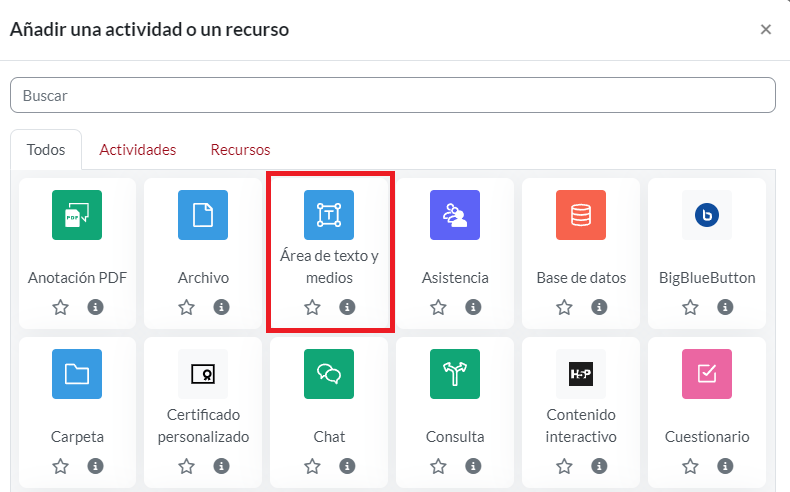 Añadir una actividad o un recurso
×
Buscar
Todos Actividades Recursos
PDF
T
b
Anotación PDF
Archivo
Área de texto y
medios
Asistencia
Base de datos
BigBlueButton
H5P
Carpeta
Certificado
personalizado
Chat
Consulta
Contenido
interactivo
Cuestionario